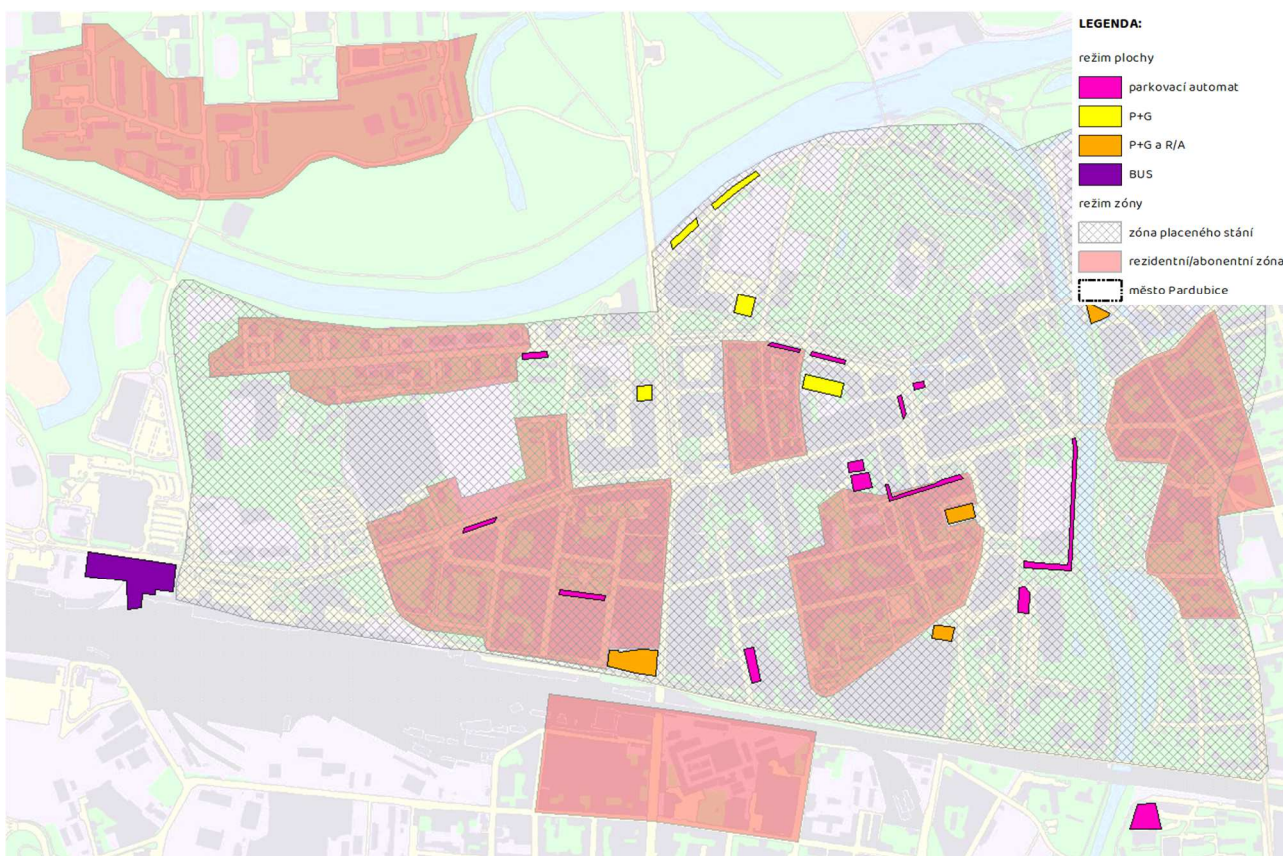 LEGENDA:
režim plochy
parkovací automat
P+G
P+G a R/A
BUS
režim zóny
zóna placeného stání
rezidentní/abonentní zóna
město Pardubice